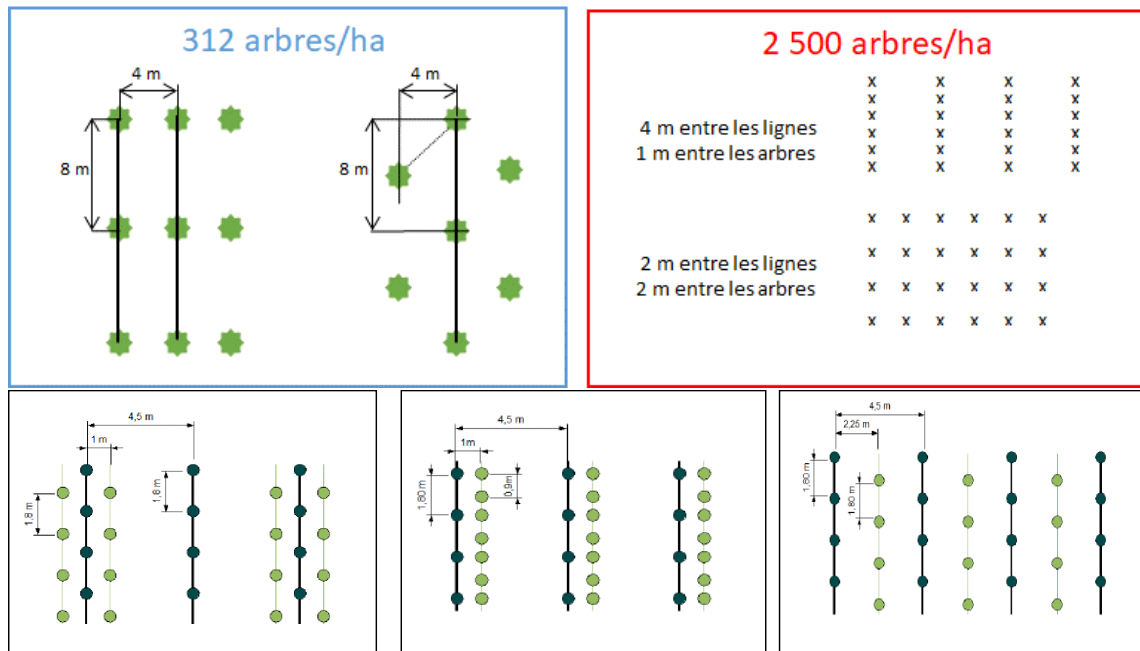 312 arbres/ha
4 m
4 m
8 m
8 m
2 500 arbres/ha
x x x x
x x x x
x x x x
x x x x
x x x x
x x x x
4 m entre les lignes
1 m entre les arbres
x x x x x x
x x x x x x
x x x x x x
x x x x x x
2 m entre les lignes
2 m entre les arbres
4,5 m
1 m
1,8 m
1,8 m
4,5 m
1m
1,80 m
0,9m
4,5 m
2,25 m
1,80 m
1,80 m